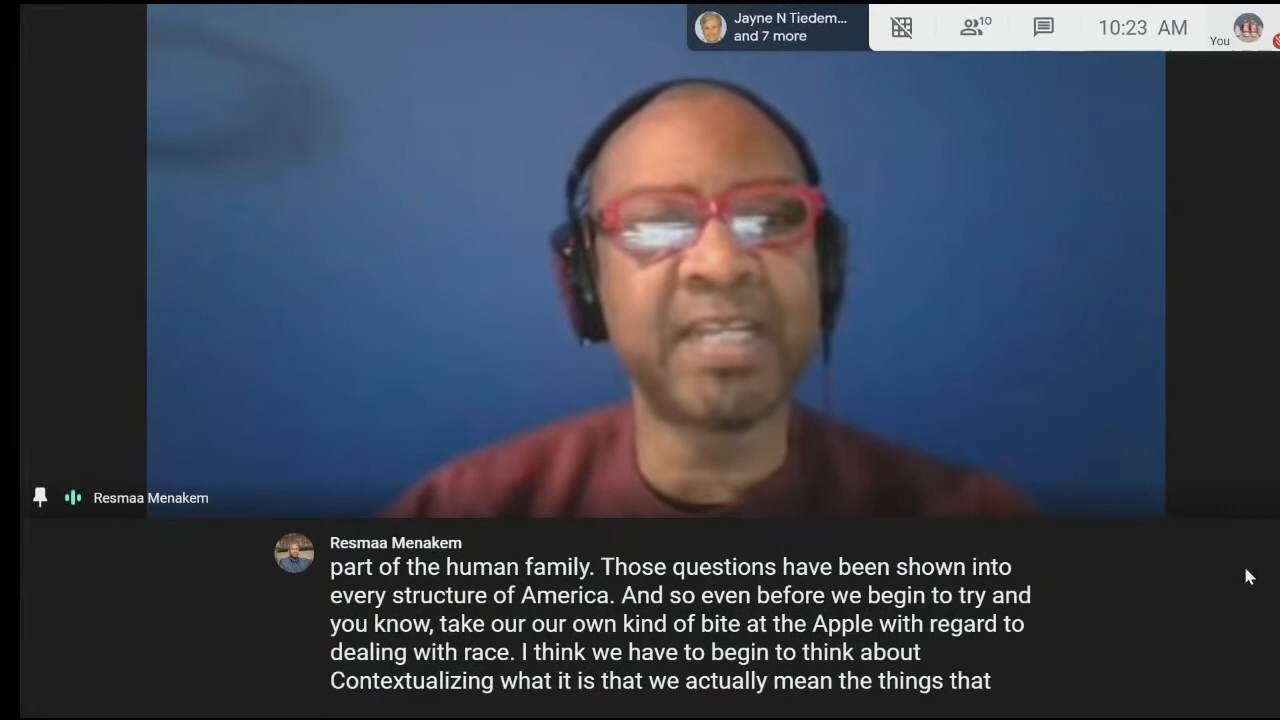 Jayne N Tiedem...
and 7 more
10
10:23 AM
You
Resmaa Menakem
Resmaa Menakem
part of the human family. Those questions have been shown into
every structure of America. And so even before we begin to try and
you know, take our our own kind of bite at the Apple with regard to
dealing with race. I think we have to begin to think about
Contextualizing what it is that we actually mean the things that